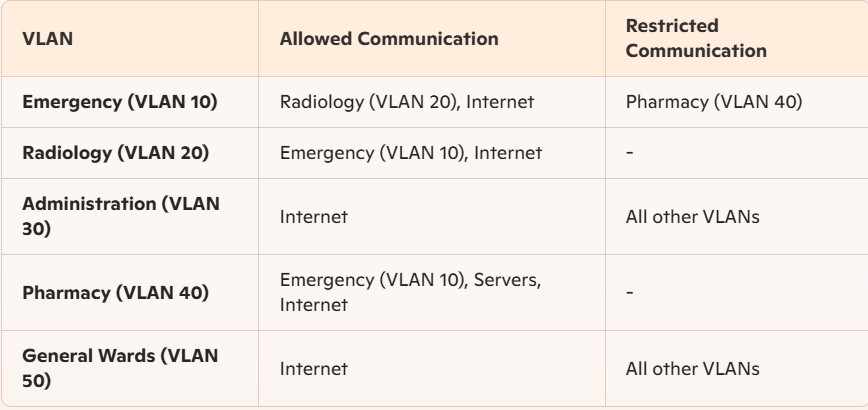 VLAN
Allowed Communication
Restricted
Communication
Emergency (VLAN 10)
Radiology (VLAN 20), Internet
Pharmacy (VLAN 40)
Radiology (VLAN 20)
Emergency (VLAN 10), Internet
-
Administration (VLAN
30)
Internet
All other VLANs
Pharmacy (VLAN 40)
Emergency (VLAN 10), Servers,
Internet
-
General Wards (VLAN
50)
Internet
All other VLANs